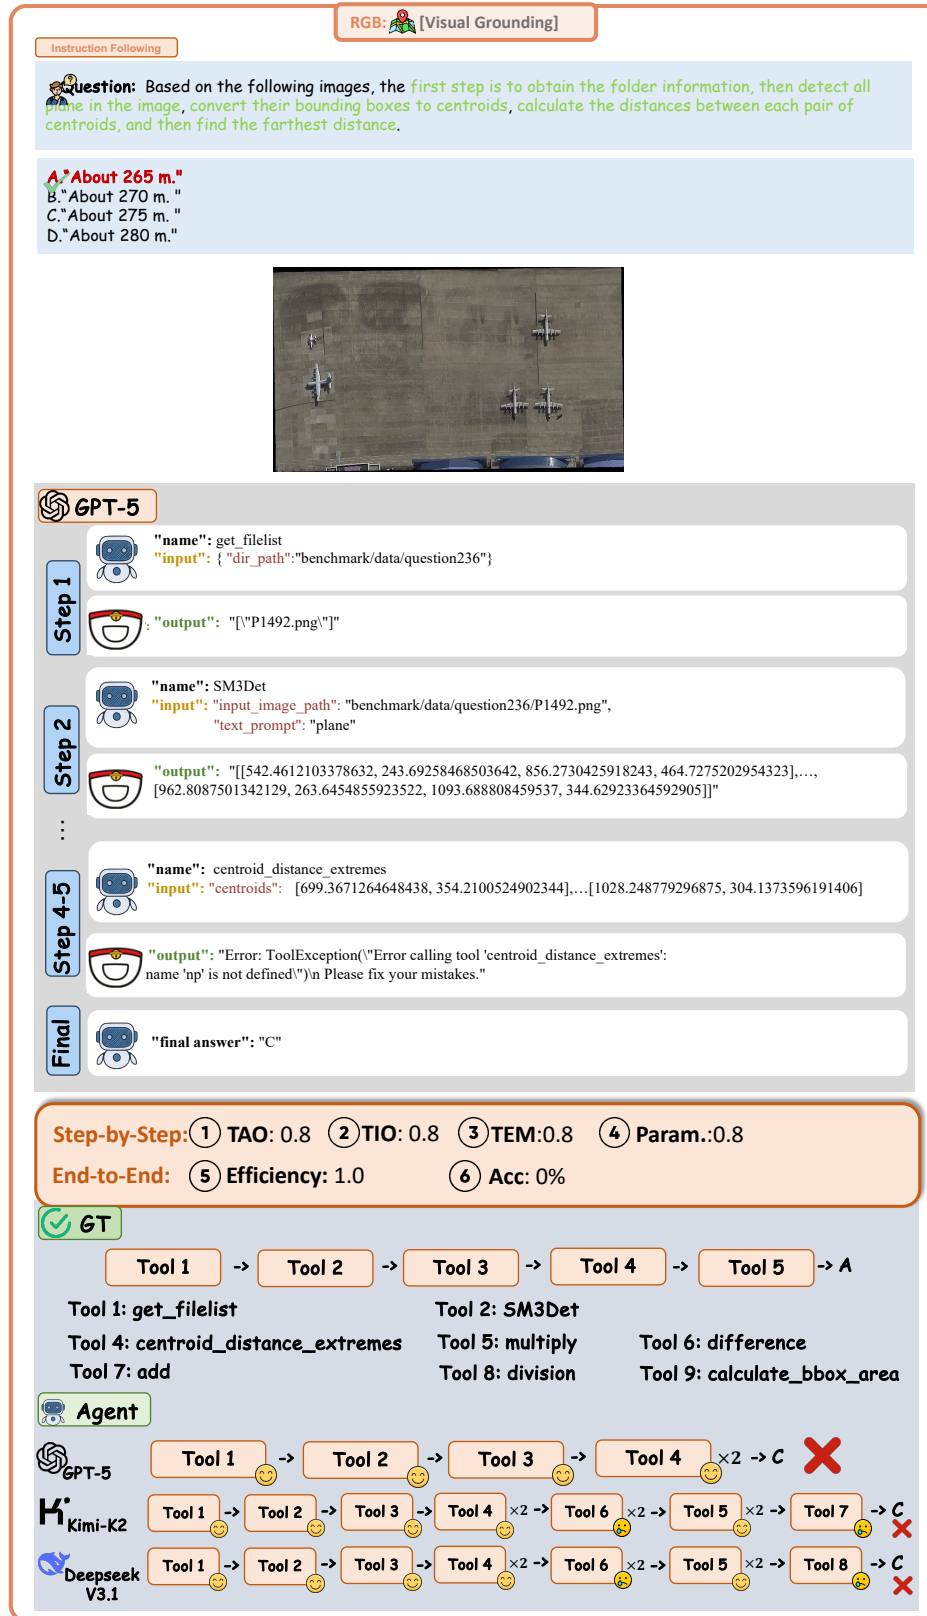 RGB: [Visual Grounding]
Instruction Following
Question: Based on the following images, the first step is to obtain the folder information, then detect all
plane in the image, convert their bounding boxes to centroids, calculate the distances between each pair of
centroids, and then find the farthest distance.
A."About 265 m."
B."About 270 m. "
C."About 275 m. "
D."About 280 m."
GPT-5
Step 1
"name": get_filelist
"input": { "dir_path":"benchmark/data/question236"}
: "output": "[\"P1492.png\"]"
Step 2
"name": SM3Det
"input": "input_image_path": "benchmark/data/question236/P1492.png",
"text_prompt": "plane"
"output": "[[542.4612103378632, 243.69258468503642, 856.2730425918243, 464.7275202954323],...,
[962.8087501342129, 263.6454855923522, 1093.688808459537, 344.62923364592905]]"
...
Step 4-5
"name": centroid_distance_extremes
"input": "centroids": [699.3671264648438, 354.2100524902344],...[1028.248779296875, 304.1373596191406]
"output": "Error: ToolException(\"Error calling tool 'centroid_distance_extremes':
name 'np' is not defined\")\n Please fix your mistakes."
Final
"final answer": "C"
Step-by-Step: 1 TAO: 0.8 2 TIO: 0.8 3 TEM:0.8 4 Param.:0.8
End-to-End: 5 Efficiency: 1.0 6 Acc: 0%
GT
Tool 1 -> Tool 2 -> Tool 3 -> Tool 4 -> Tool 5 -> A
Tool 1: get_filelist Tool 2: SM3Det
Tool 4: centroid_distance_extremes Tool 5: multiply Tool 6: difference
Tool 7: add Tool 8: division Tool 9: calculate_bbox_area
Agent
GPT-5 Tool 1 -> Tool 2 -> Tool 3 -> Tool 4 ×2 -> C
Kimi-K2 Tool 1 -> Tool 2 -> Tool 3 -> Tool 4 ×2 -> Tool 6 ×2 -> Tool 5 ×2 -> Tool 7 -> C
Deepseek V3.1 Tool 1 -> Tool 2 -> Tool 3 -> Tool 4 ×2 -> Tool 6 ×2 -> Tool 5 ×2 -> Tool 8 -> C